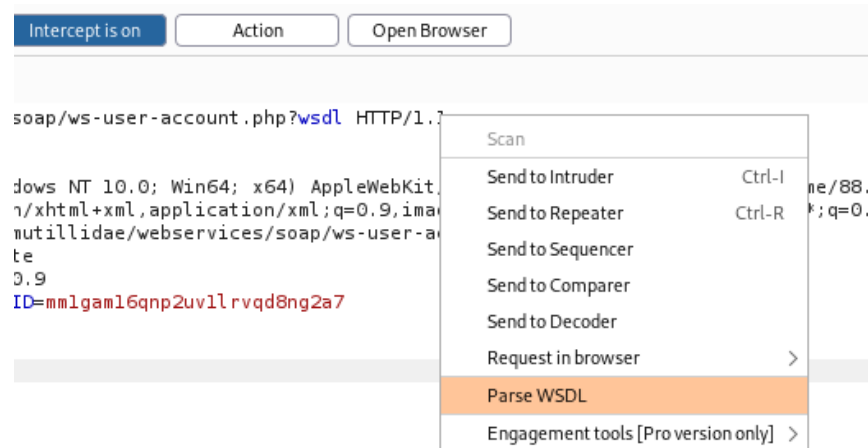 Intercept is on Action Open Browser
soap/ws-user-account.php?wsdl HTTP/1.1
Scan
dows NT 10.0; Win64; x64) AppleWebKit/ me/88.
Send to Intruder Ctrl-I
n/xhtml+xml,application/xml;q=0.9,ima *;q=0.
Send to Repeater Ctrl-R
mutillidae/webservices/soap/ws-user-a
Send to Sequencer
te
0.9
Send to Comparer
ID=mm1gam16qnp2uv1lrvqd8ng2a7
Send to Decoder
Request in browser
Parse WSDL
Engagement tools [Pro version only]